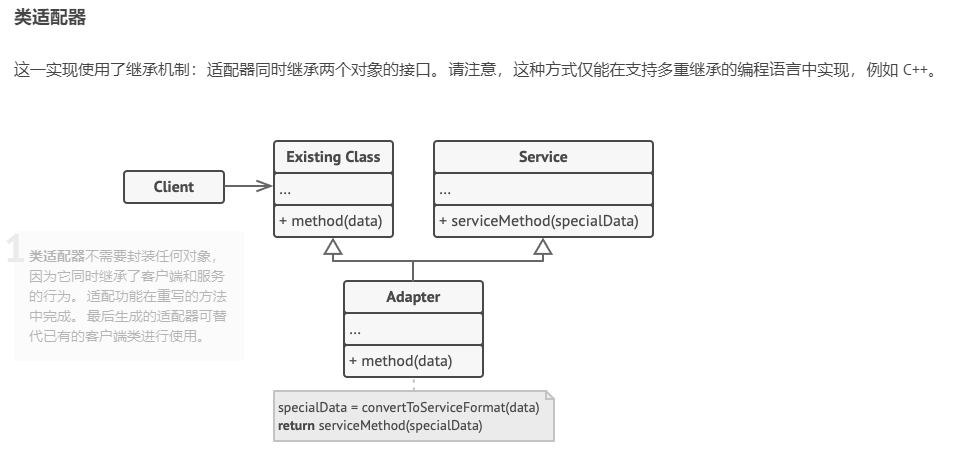 类适配器
这一实现使用了继承机制：适配器同时继承两个对象的接口。请注意，这种方式仅能在支持多重继承的编程语言中实现，例如 C++。
Client
Existing Class
...
+ method(data)
Service
...
+ serviceMethod(specialData)
1
类适配器不需要封装任何对象，
因为它同时继承了客户端和服务
的行为。适配功能在重写的方法
中完成。最后生成的适配器可替
代已有的客户端类进行使用。
Adapter
...
+ method(data)
specialData = convertToServiceFormat(data)
return serviceMethod(specialData)